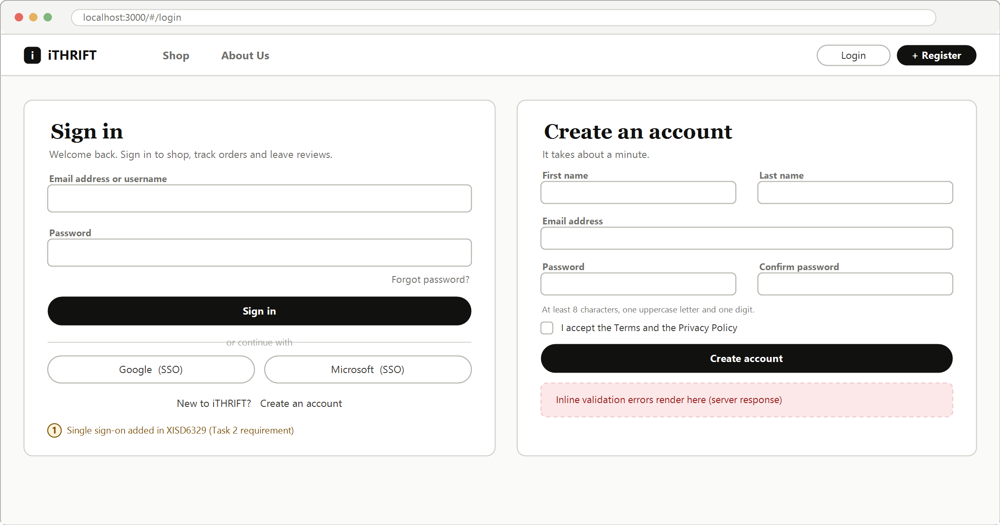 localhost:3000/#/login
i iTHRIFT Shop About Us Login + Register
Sign in
Welcome back. Sign in to shop, track orders and leave reviews.
Email address or username
Password
Forgot password?
Sign in
or continue with
Google (SSO) Microsoft (SSO)
New to iTHRIFT? Create an account
1 Single sign-on added in XISD6329 (Task 2 requirement)
Create an account
It takes about a minute.
First name Last name
Email address
Password Confirm password
At least 8 characters, one uppercase letter and one digit.
I accept the Terms and the Privacy Policy
Create account
Inline validation errors render here (server response)